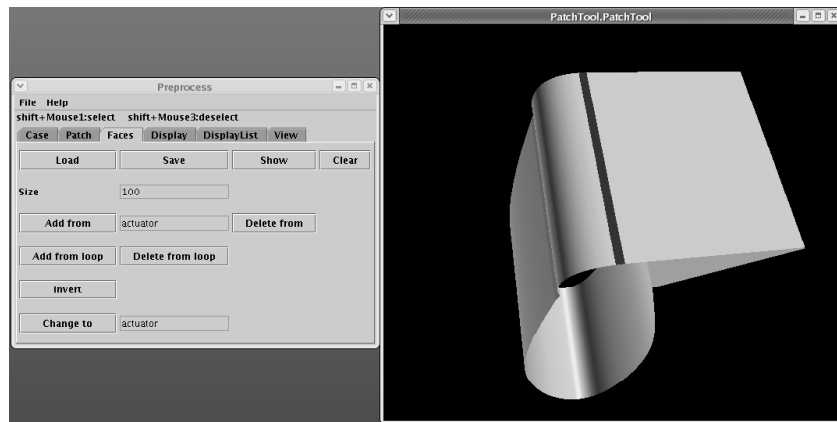 PatchTool.PatchTool
Preprocess
File Help
shift+Mouse1:select shift+Mouse3:deselect
Case Patch Faces Display DisplayList View
Load Save Show Clear
Size 100
Add from actuator Delete from
Add from loop Delete from loop
Invert
Change to actuator